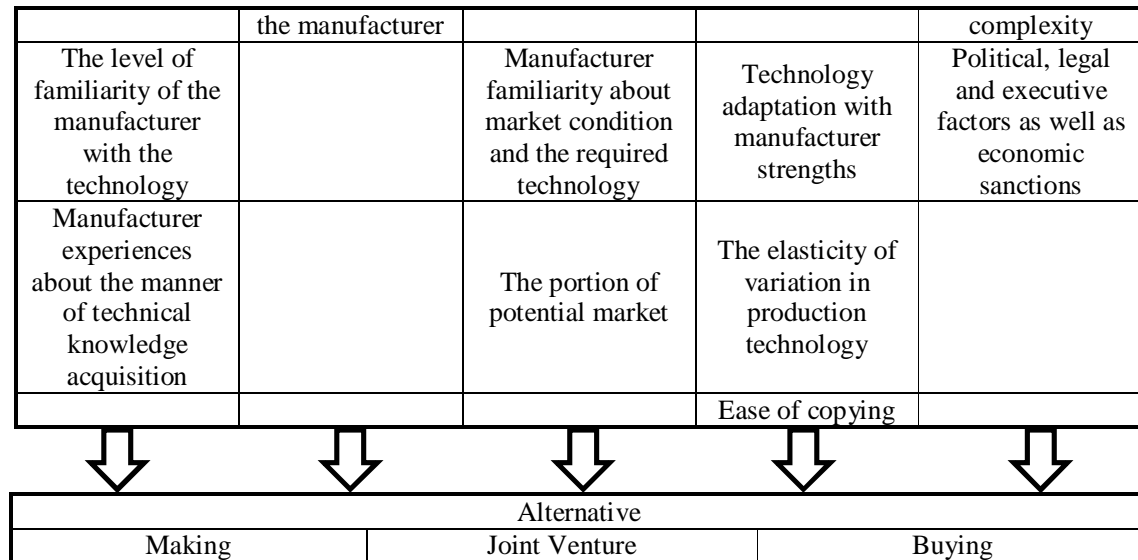 the manufacturer
complexity
The level of
familiarity of the
manufacturer
with the
technology
Manufacturer
familiarity about
market condition
and the required
technology
Technology
adaptation with
manufacturer
strengths
Political, legal
and executive
factors as well as
economic
sanctions
Manufacturer
experiences
about the manner
of technical
knowledge
acquisition
The portion of
potential market
The elasticity of
variation in
production
technology
Ease of copying
Alternative
Making
Joint Venture
Buying